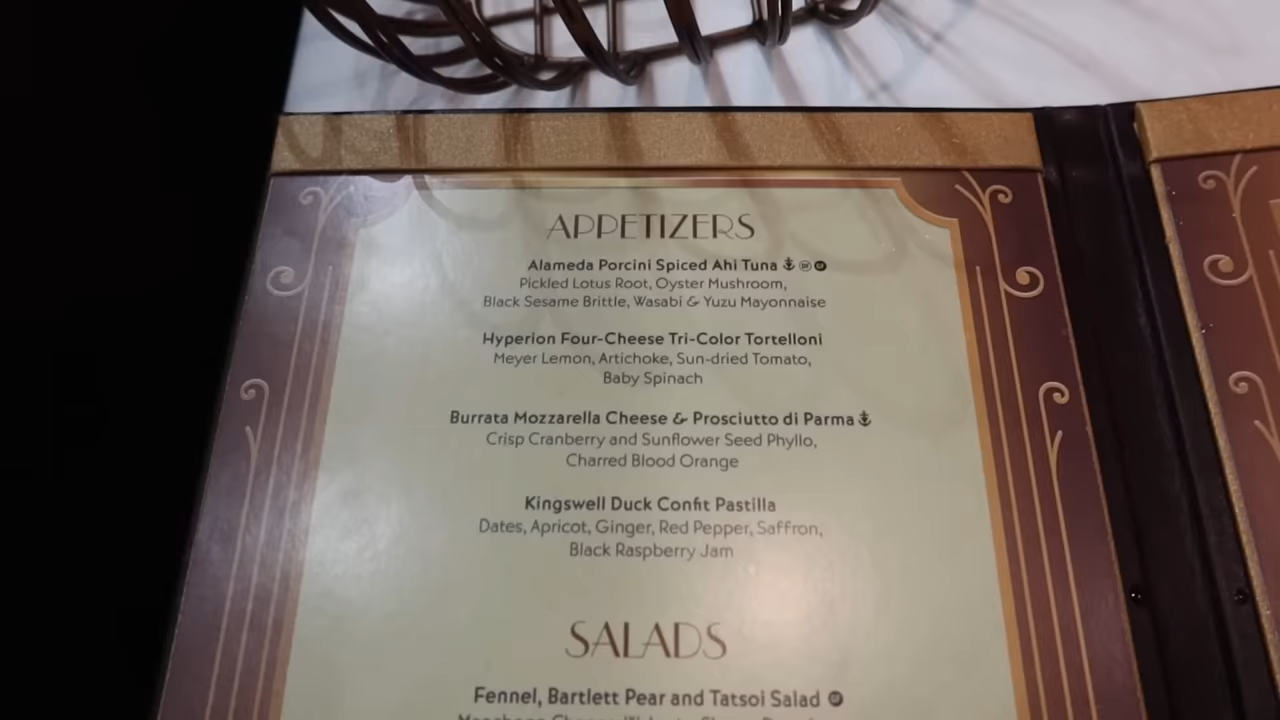 APPETIZERS
Alameda Porcini Spiced Ahi Tuna DF GF
Pickled Lotus Root, Oyster Mushroom,
Black Sesame Brittle, Wasabi & Yuzu Mayonnaise
Hyperion Four-Cheese Tri-Color Tortelloni
Meyer Lemon, Artichoke, Sun-dried Tomato,
Baby Spinach
Burrata Mozzarella Cheese & Prosciutto di Parma
Crisp Cranberry and Sunflower Seed Phyllo,
Charred Blood Orange
Kingswell Duck Confit Pastilla
Dates, Apricot, Ginger, Red Pepper, Saffron,
Black Raspberry Jam
SALADS
Fennel, Bartlett Pear and Tatsoi Salad GF